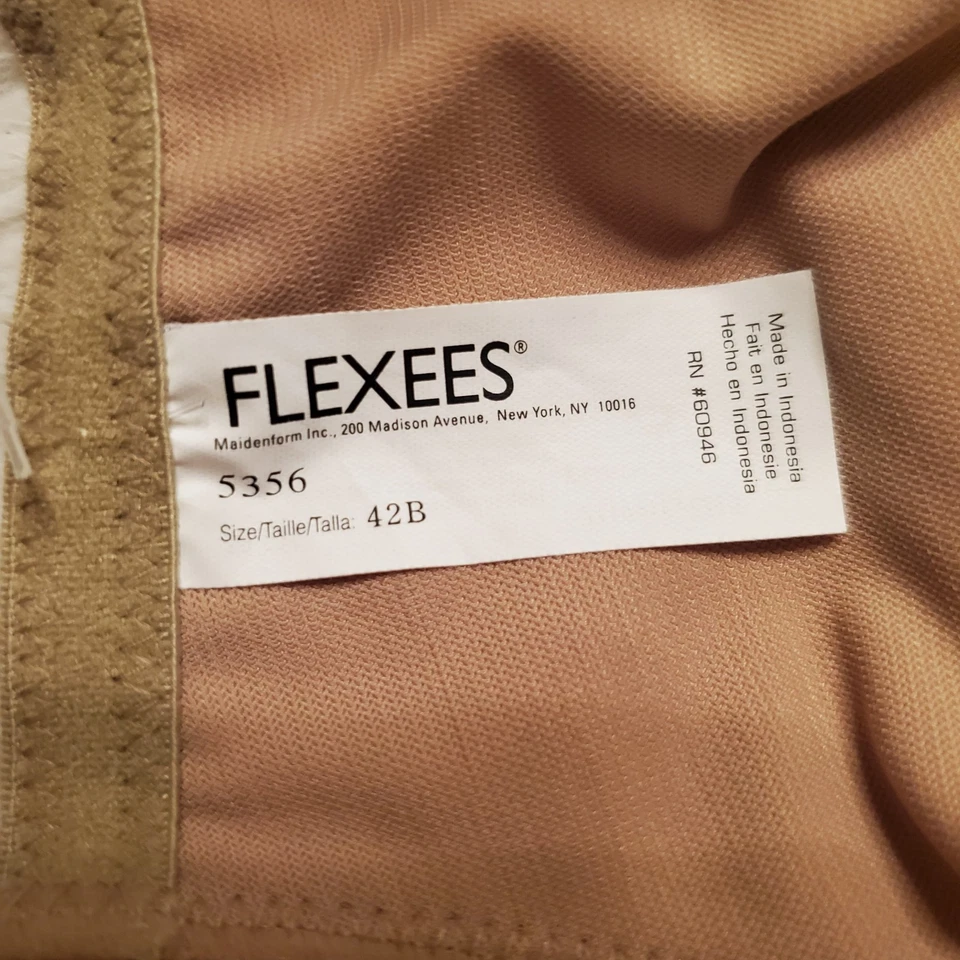 FLEXEES®
Maidenform Inc., 200 Madison Avenue, New York, NY 10016
5356
Size/Taille/Talla: 42B
Made in Indonesia
Fait en Indonesie
Hecho en Indonesia
RN #60946